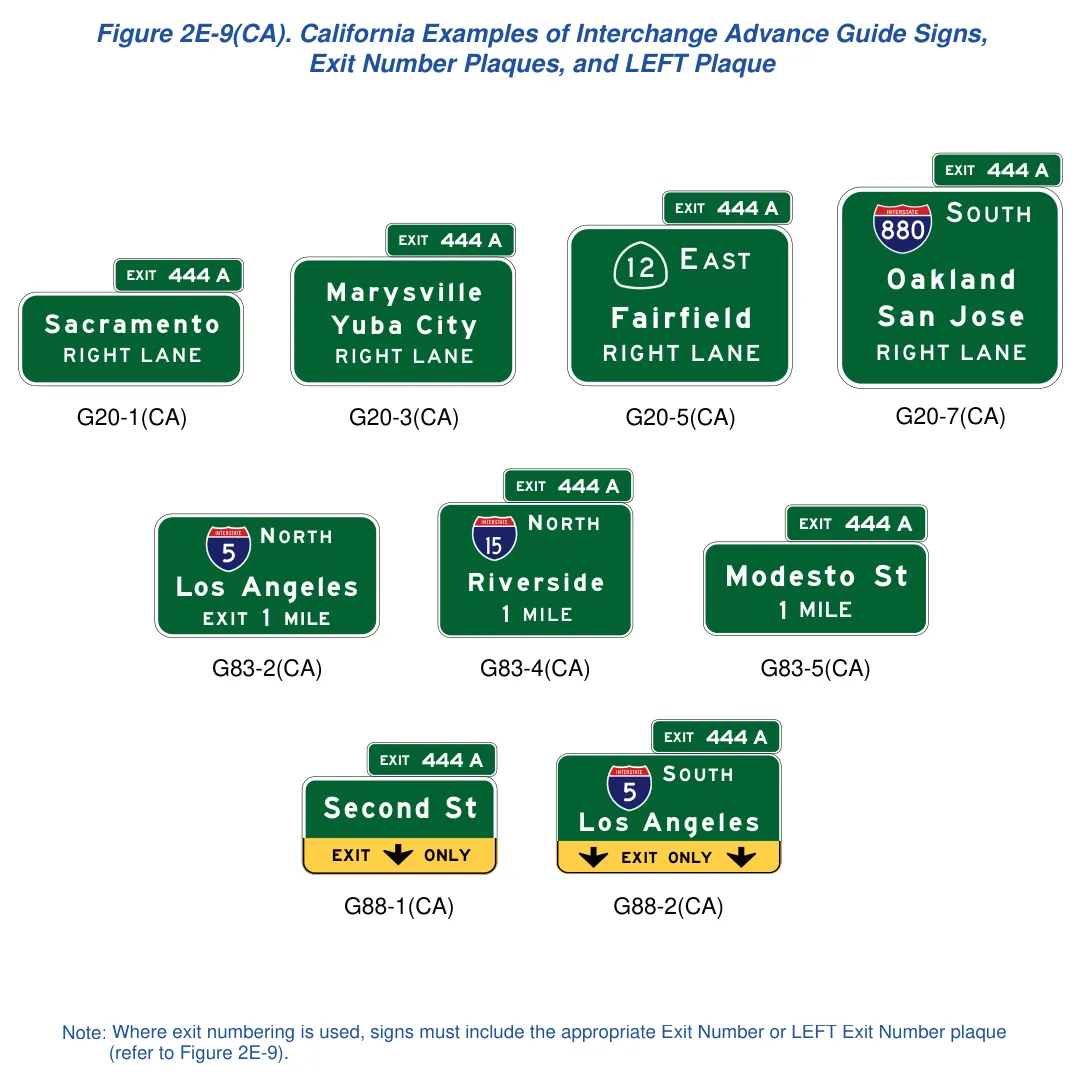 Figure 2E-9(CA). California Examples of Interchange Advance Guide Signs,
Exit Number Plaques, and LEFT Plaque
EXIT 444 A
Sacramento
RIGHT LANE
G20-1(CA)
EXIT 444 A
Marysville
Yuba City
RIGHT LANE
G20-3(CA)
EXIT 444 A
12 EAST
Fairfield
RIGHT LANE
G20-5(CA)
EXIT 444 A
INTERSTATE
880 SOUTH
Oakland
San Jose
RIGHT LANE
G20-7(CA)
INTERSTATE
5 NORTH
Los Angeles
EXIT 1 MILE
G83-2(CA)
EXIT 444 A
INTERSTATE
15 NORTH
Riverside
1 MILE
G83-4(CA)
EXIT 444 A
Modesto St
1 MILE
G83-5(CA)
EXIT 444 A
Second St
EXIT ONLY
G88-1(CA)
EXIT 444 A
INTERSTATE
5 SOUTH
Los Angeles
EXIT ONLY
G88-2(CA)
Note: Where exit numbering is used, signs must include the appropriate Exit Number or LEFT Exit Number plaque
(refer to Figure 2E-9).